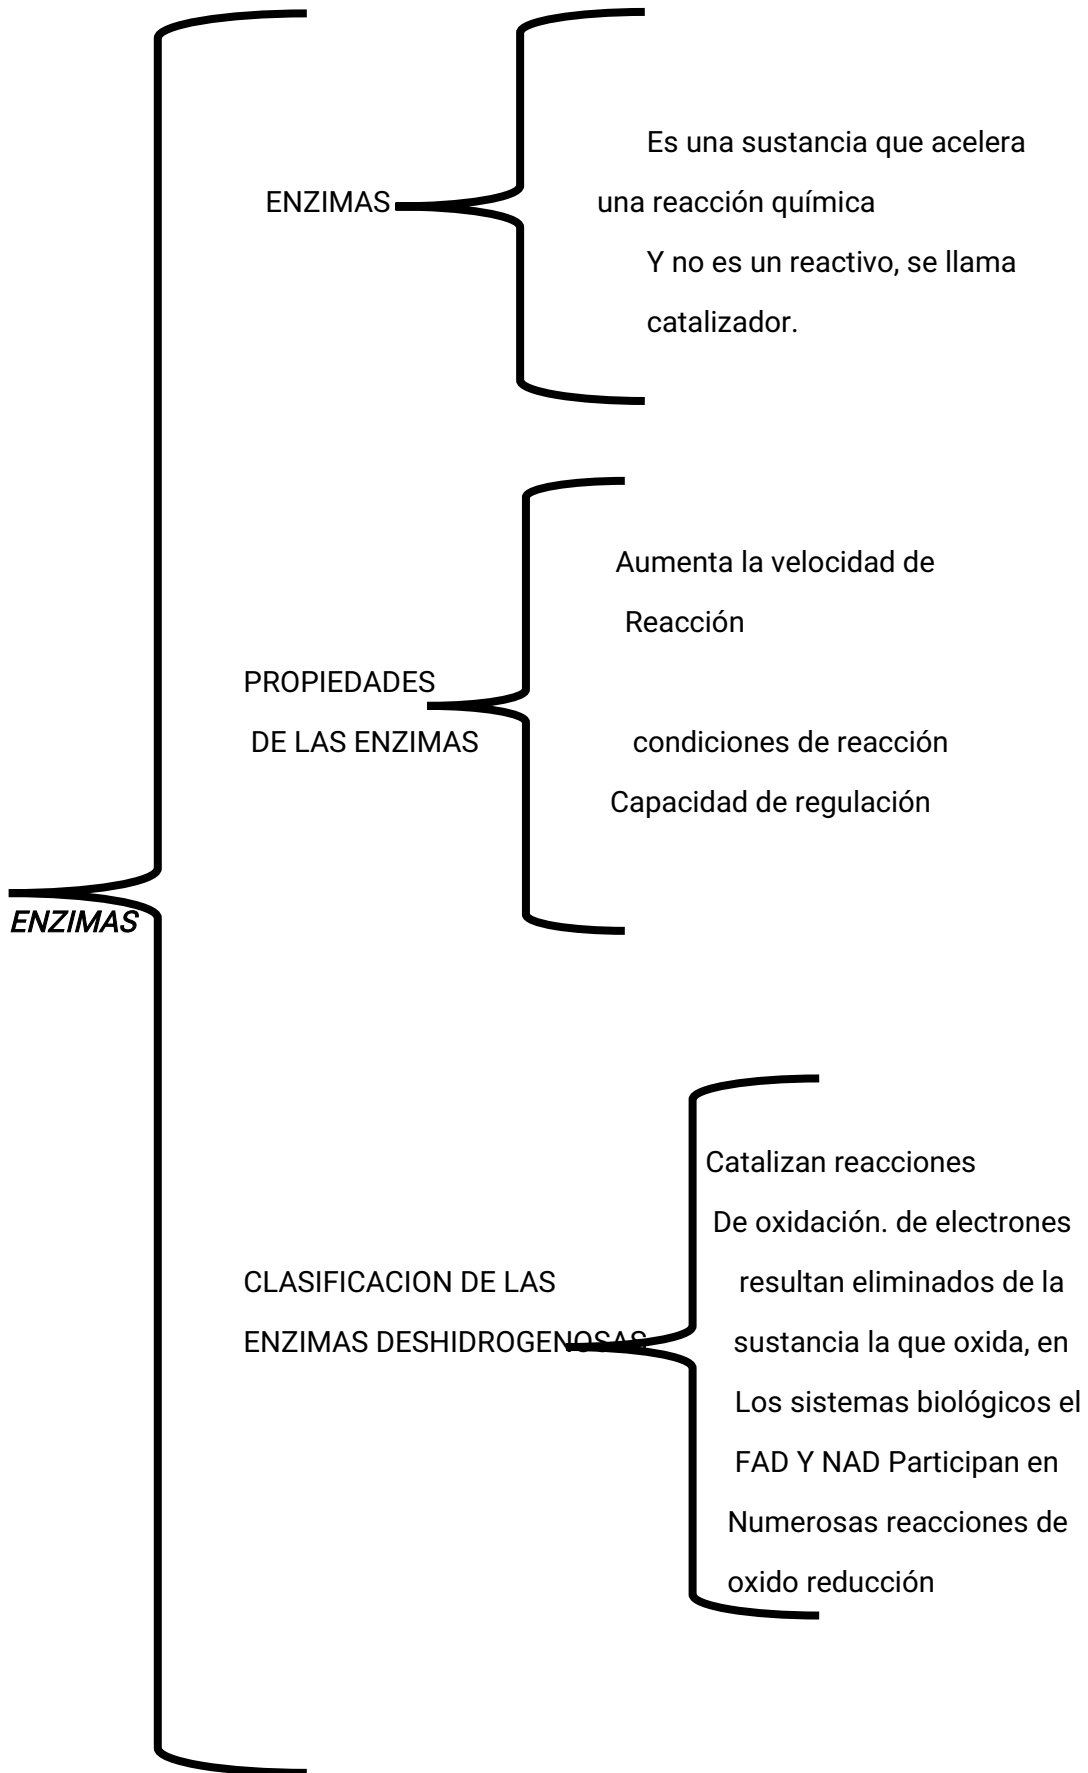 ENZIMAS
ENZIMAS
Es una sustancia que acelera
una reacción química
Y no es un reactivo, se llama
catalizador.
PROPIEDADES
DE LAS ENZIMAS
Aumenta la velocidad de
Reacción
condiciones de reacción
Capacidad de regulación
CLASIFICACION DE LAS
ENZIMAS DESHIDROGENOSAS
Catalizan reacciones
De oxidación. de electrones
resultan eliminados de la
sustancia la que oxida, en
Los sistemas biológicos el
FAD Y NAD Participan en
Numerosas reacciones de
oxido reducción